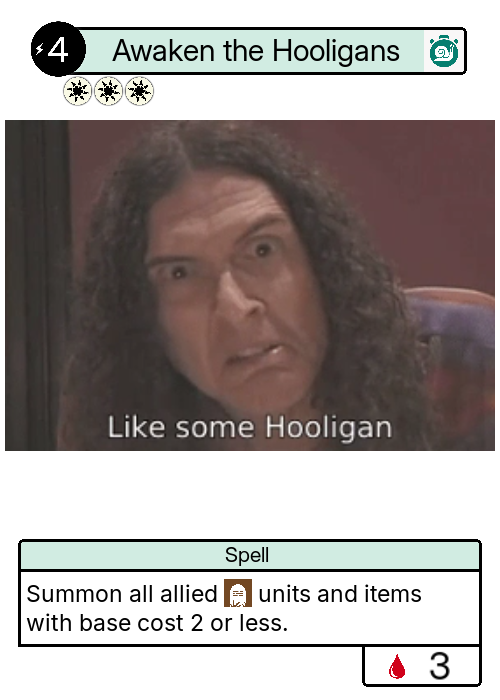 4
Awaken the Hooligans
Like some Hooligan
Spell
Summon all allied units and items
with base cost 2 or less.
3